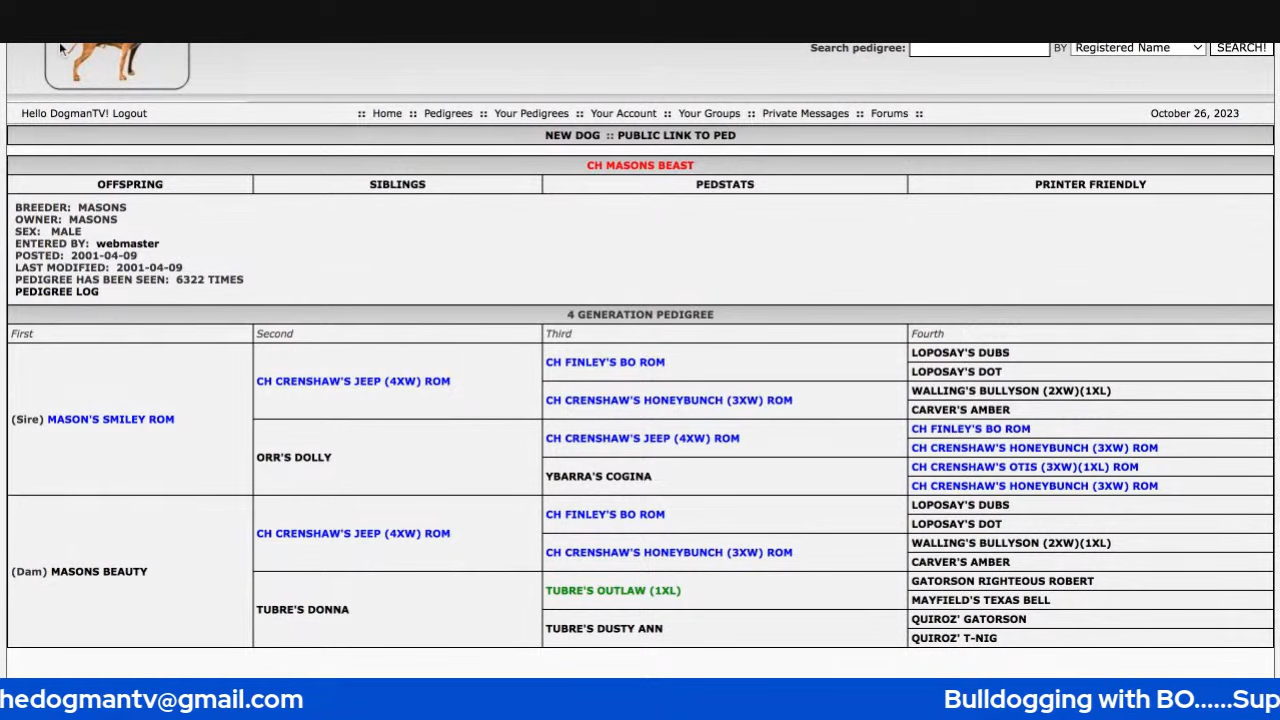 Search pedigree: BY Registered Name SEARCH!
Hello DogmanTV! Logout :: Home :: Pedigrees :: Your Pedigrees :: Your Account :: Your Groups :: Private Messages :: Forums :: October 26, 2023
NEW DOG :: PUBLIC LINK TO PED
CH MASONS BEAST
OFFSPRING SIBLINGS PEDSTATS PRINTER FRIENDLY
BREEDER: MASONS
OWNER: MASONS
SEX: MALE
ENTERED BY: webmaster
POSTED: 2001-04-09
LAST MODIFIED: 2001-04-09
PEDIGREE HAS BEEN SEEN: 6322 TIMES
PEDIGREE LOG
4 GENERATION PEDIGREE
First Second Third Fourth
(Sire) MASON'S SMILEY ROM
CH CRENSHAW'S JEEP (4XW) ROM
CH FINLEY'S BO ROM
LOPOSAY'S DUBS
LOPOSAY'S DOT
CH CRENSHAW'S HONEYBUNCH (3XW) ROM
WALLING'S BULLYSON (2XW)(1XL)
CARVER'S AMBER
ORR'S DOLLY
CH CRENSHAW'S JEEP (4XW) ROM
CH FINLEY'S BO ROM
CH CRENSHAW'S HONEYBUNCH (3XW) ROM
YBARRA'S COGINA
CH CRENSHAW'S OTIS (3XW)(1XL) ROM
CH CRENSHAW'S HONEYBUNCH (3XW) ROM
(Dam) MASONS BEAUTY
CH CRENSHAW'S JEEP (4XW) ROM
CH FINLEY'S BO ROM
LOPOSAY'S DUBS
LOPOSAY'S DOT
CH CRENSHAW'S HONEYBUNCH (3XW) ROM
WALLING'S BULLYSON (2XW)(1XL)
CARVER'S AMBER
TUBRE'S DONNA
TUBRE'S OUTLAW (1XL)
GATORSON RIGHTEOUS ROBERT
MAYFIELD'S TEXAS BELL
TUBRE'S DUSTY ANN
QUIROZ' GATORSON
QUIROZ' T-NIG
hedogmantv@gmail.com Bulldogging with BO......Sup